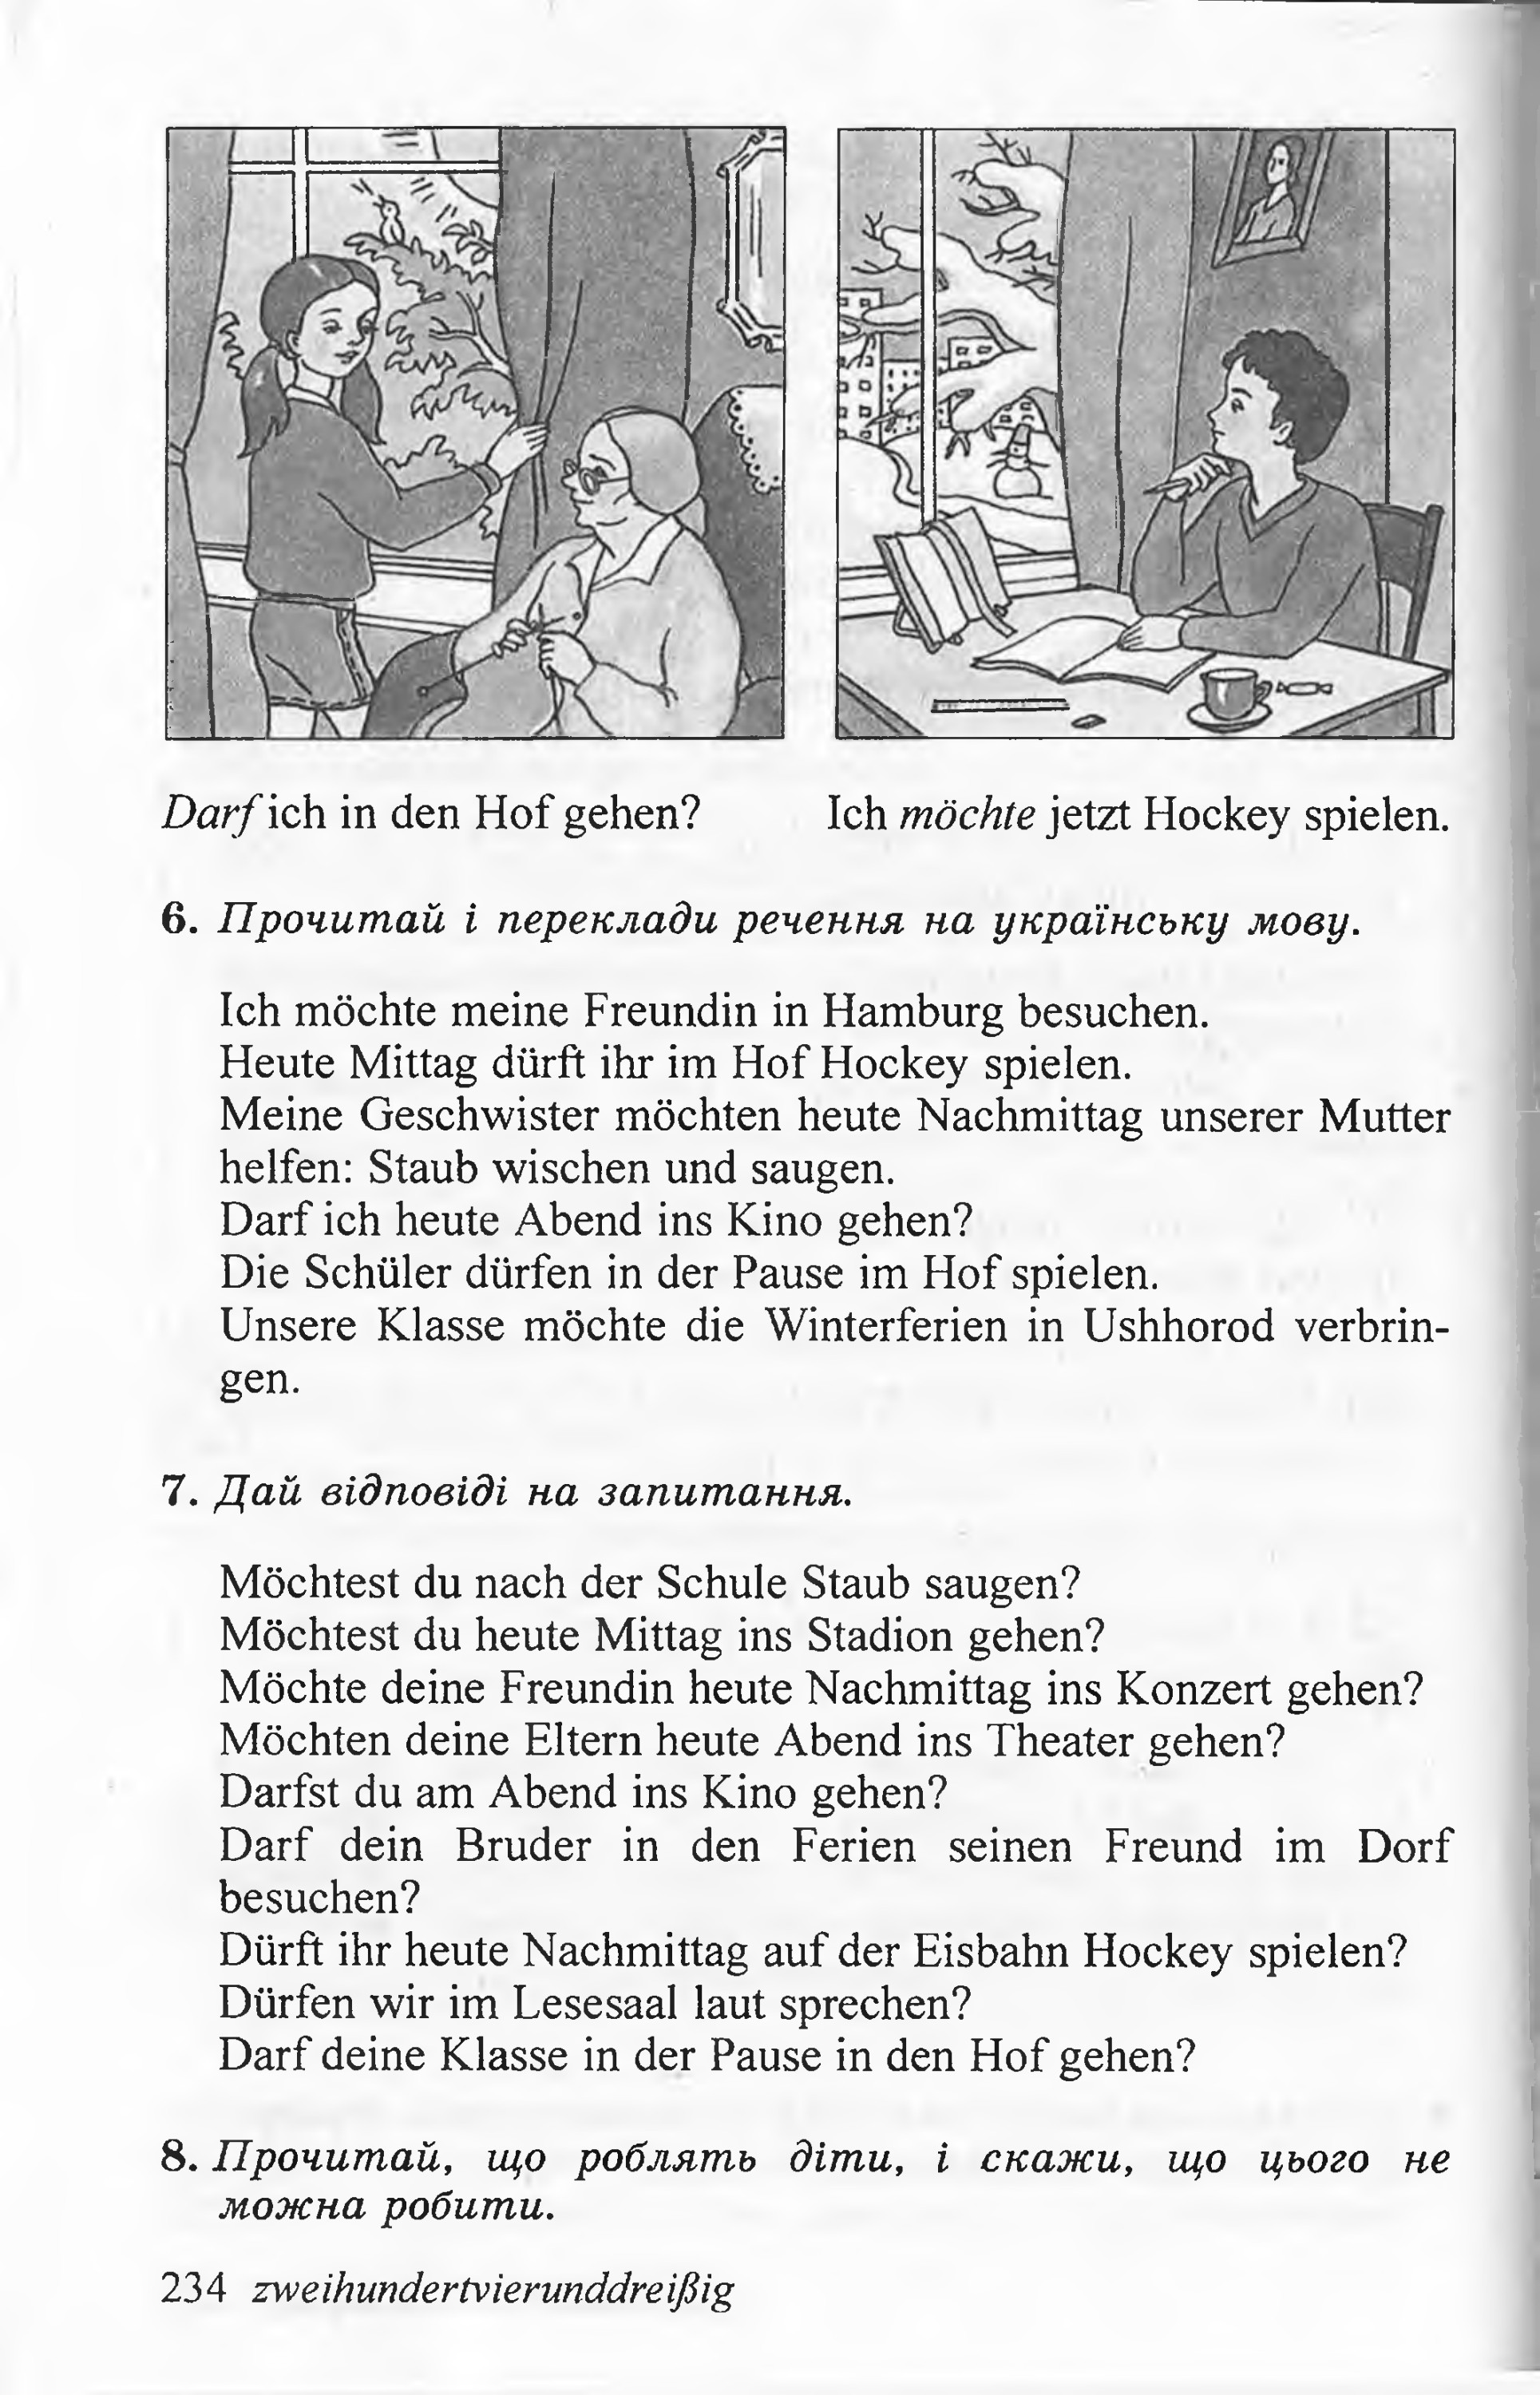 Darf ich in den Hof gehen?
Ich möchte jetzt Hockey spielen.
6. Прочитай і переклади речення на українську мову.
Ich möchte meine Freundin in Hamburg besuchen.
Heute Mittag dürft ihr im Hof Hockey spielen.
Meine Geschwister möchten heute Nachmittag unserer Mutter
helfen: Staub wischen und saugen.
Darf ich heute Abend ins Kino gehen?
Die Schüler dürfen in der Pause im Hof spielen.
Unsere Klasse möchte die Winterferien in Ushhorod verbrin-
gen.
7. Дай відповіді на запитання.
Möchtest du nach der Schule Staub saugen?
Möchtest du heute Mittag ins Stadion gehen?
Möchte deine Freundin heute Nachmittag ins Konzert gehen?
Möchten deine Eltern heute Abend ins Theater gehen?
Darfst du am Abend ins Kino gehen?
Darf dein Bruder in den Ferien seinen Freund im Dorf
besuchen?
Dürft ihr heute Nachmittag auf der Eisbahn Hockey spielen?
Dürfen wir im Lesesaal laut sprechen?
Darf deine Klasse in der Pause in den Hof gehen?
8. Прочитай, що роблять діти, і скажи, що цього не
можна робити.
234 zweihundertvierunddreißig